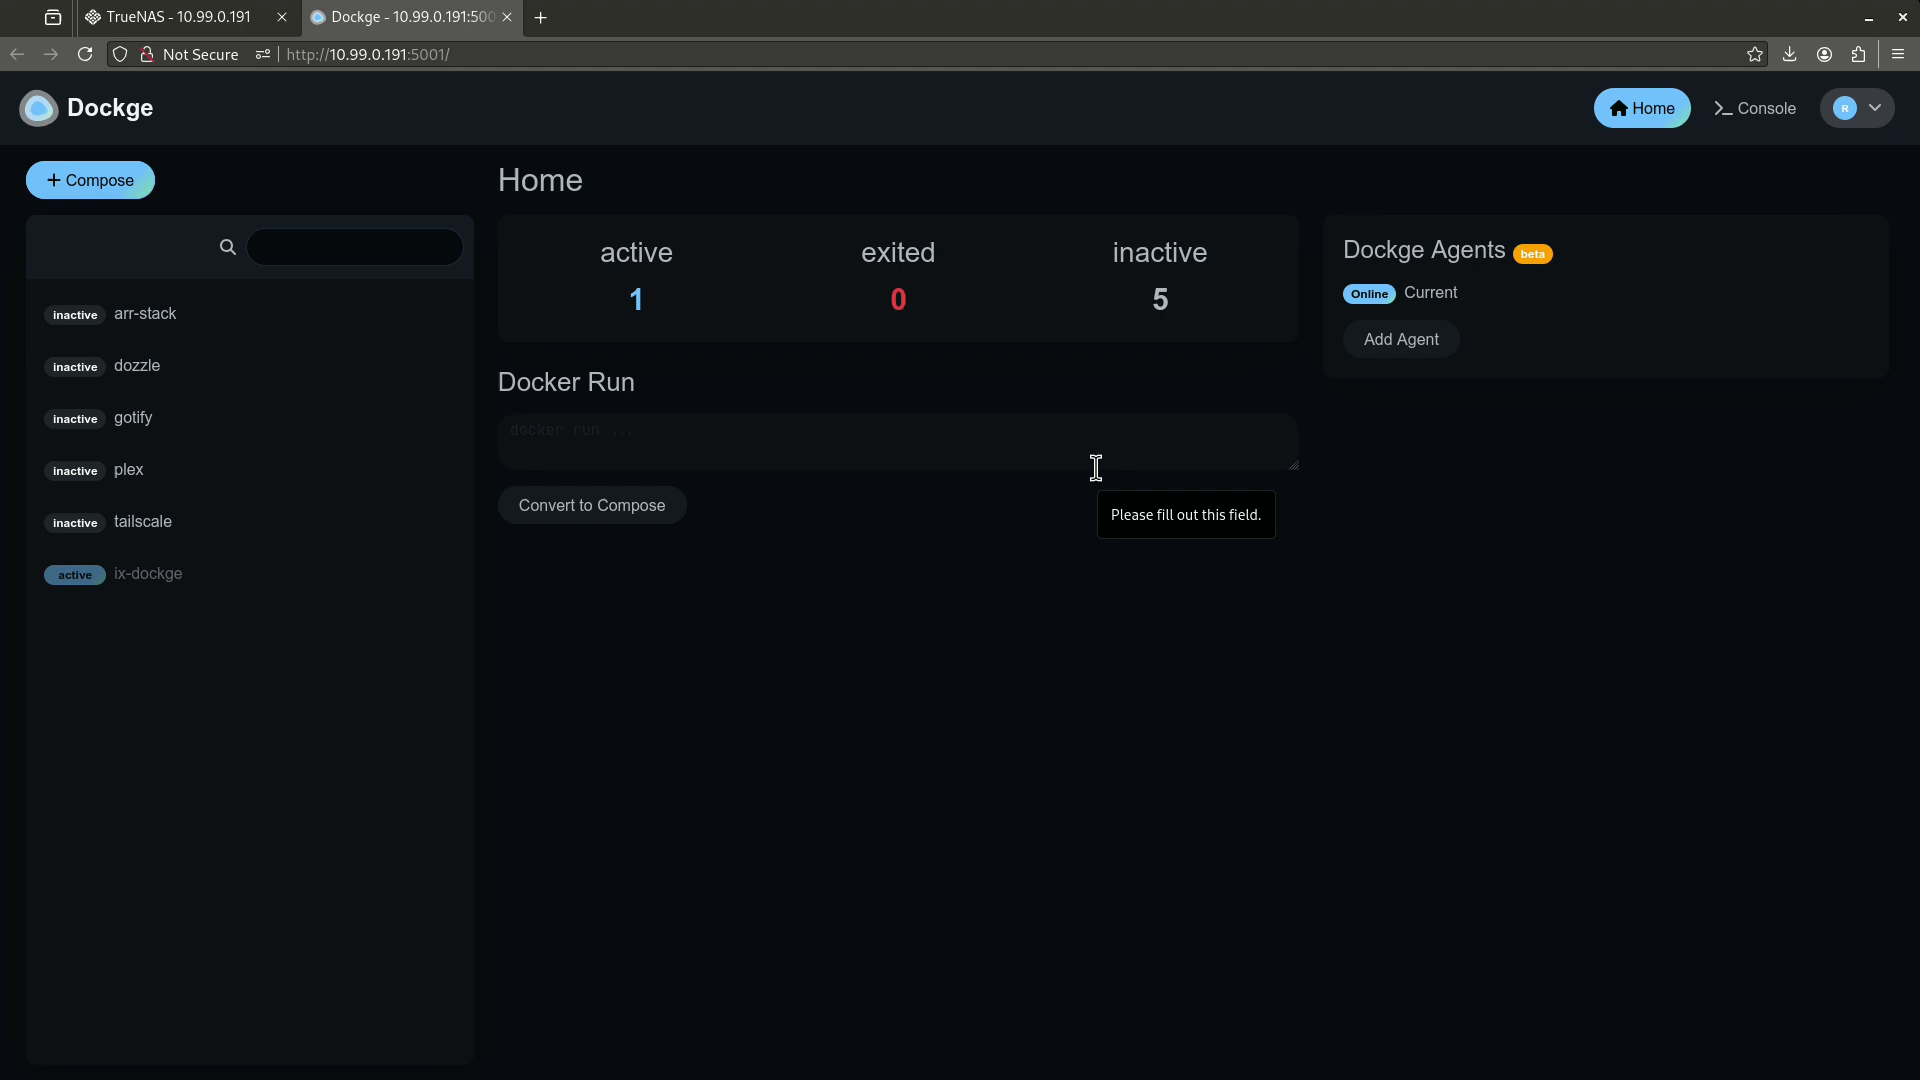 TrueNAS - 10.99.0.191
Dockge - 10.99.0.191:500
Not Secure
http://10.99.0.191:5001/
Dockge
Home
Console
R
Compose
Home
active
1
exited
0
inactive
5
Dockge Agents beta
Online Current
Add Agent
inactive arr-stack
inactive dozzle
inactive gotify
inactive plex
inactive tailscale
active ix-dockge
Docker Run
docker run ...
Convert to Compose
Please fill out this field.